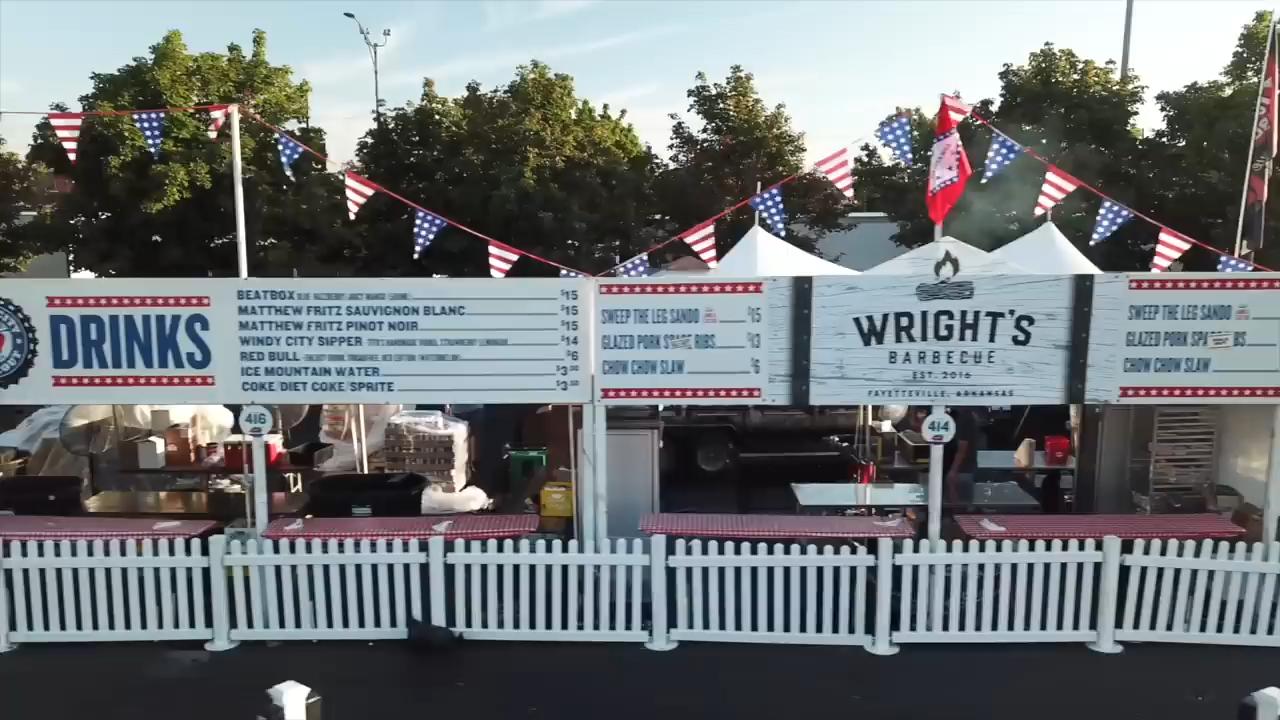 DRINKS
BEATBOX $15
MATTHEW FRITZ SAUVIGNON BLANC $15
MATTHEW FRITZ PINOT NOIR $15
WINDY CITY SIPPER $14
RED BULL $6
ICE MOUNTAIN WATER $3.00
COKE/DIET COKE/SPRITE $3.50
SWEEP THE LEG SANDO $15
GLAZED PORK RIBS $13
CHOW CHOW SLAW $6
WRIGHT'S
BARBECUE
EST. 2016
FAYETTEVILLE, ARKANSAS
SWEEP THE LEG SANDO
GLAZED PORK
CHOW CHOW SLAW
416
414